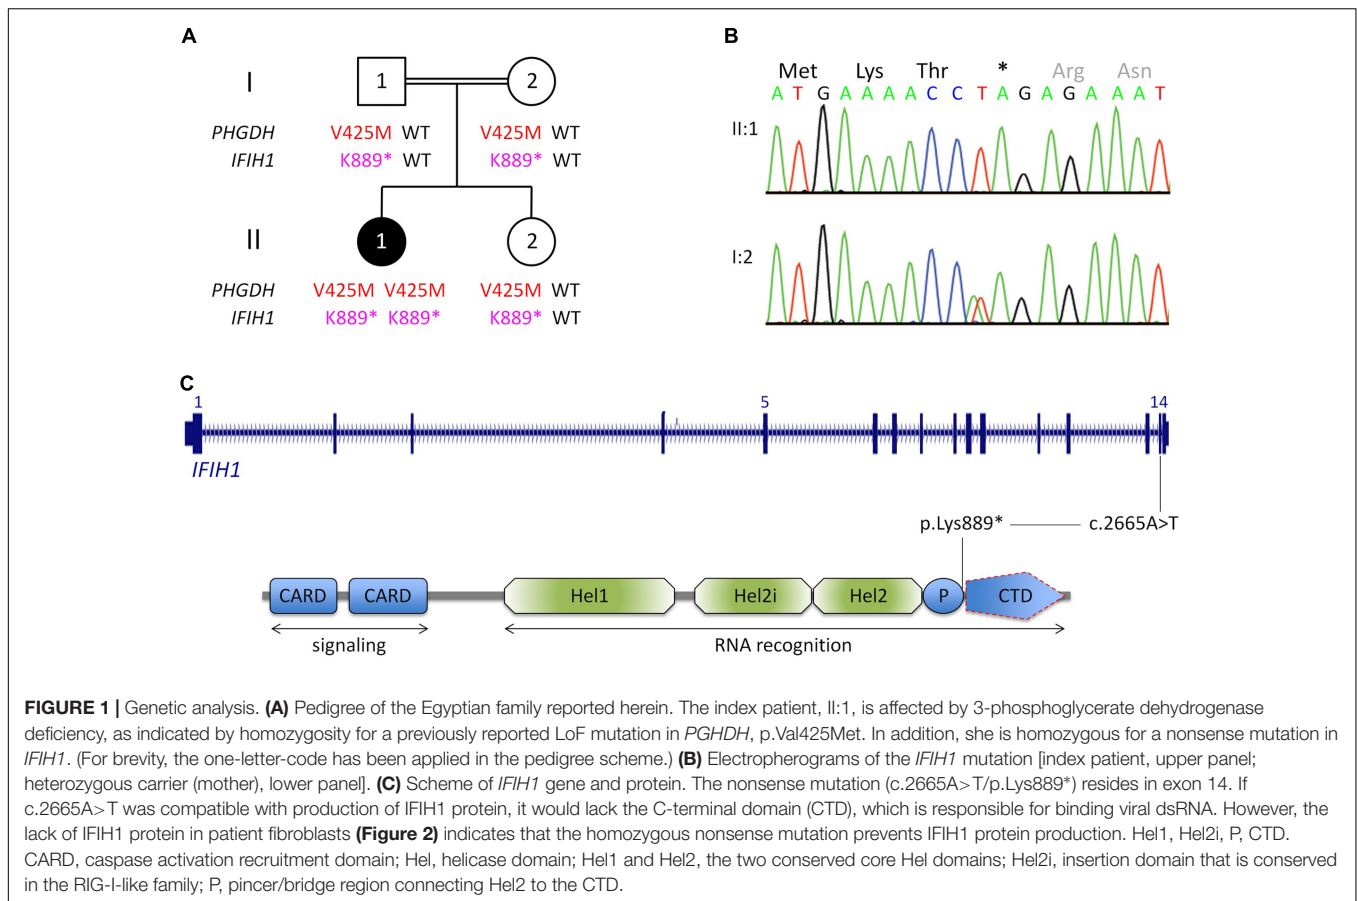 A
I
1
2
PHGDH
V425M WT
V425M WT
IFIH1
K889* WT
K889* WT
II
1
2
PHGDH
V425M V425M
V425M WT
IFIH1
K889* K889*
K889* WT
B
Met Lys Thr * Arg Asn
A T G A A A A C C T A G A G A A A T
II:1
I:2
C
1
5
14
IFIH1
p.Lys889*
c.2665A>T
CARD CARD Hel1 Hel2i Hel2 P CTD
signaling
RNA recognition
FIGURE 1 | Genetic analysis. (A) Pedigree of the Egyptian family reported herein. The index patient, II:1, is affected by 3-phosphoglycerate dehydrogenase
deficiency, as indicated by homozygosity for a previously reported LoF mutation in PGHDH, p.Val425Met. In addition, she is homozygous for a nonsense mutation in
IFIH1. (For brevity, the one-letter-code has been applied in the pedigree scheme.) (B) Electropherograms of the IFIH1 mutation [index patient, upper panel;
heterozygous carrier (mother), lower panel]. (C) Scheme of IFIH1 gene and protein. The nonsense mutation (c.2665A>T/p.Lys889*) resides in exon 14. If
c.2665A>T was compatible with production of IFIH1 protein, it would lack the C-terminal domain (CTD), which is responsible for binding viral dsRNA. However, the
lack of IFIH1 protein in patient fibroblasts (Figure 2) indicates that the homozygous nonsense mutation prevents IFIH1 protein production. Hel1, Hel2i, P, CTD.
CARD, caspase activation recruitment domain; Hel, helicase domain; Hel1 and Hel2, the two conserved core Hel domains; Hel2i, insertion domain that is conserved
in the RIG-I-like family; P, pincer/bridge region connecting Hel2 to the CTD.